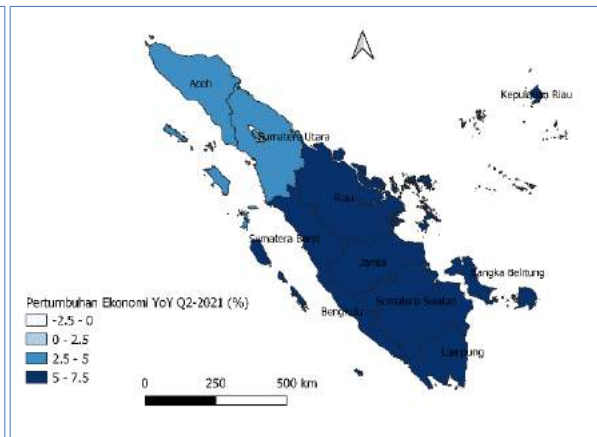 Aceh
Kepulauan Riau
Sumatera Utara
Riau
Sumatera Barat
Jambi
Bangka Belitung
Pertumbuhan Ekonomi YoY Q2-2021 (%)
-2.5 - 0
0 - 2.5
2.5 - 5
5 - 7.5
Sumatera Selatan
Bengkulu
Lampung
0 250 500 km